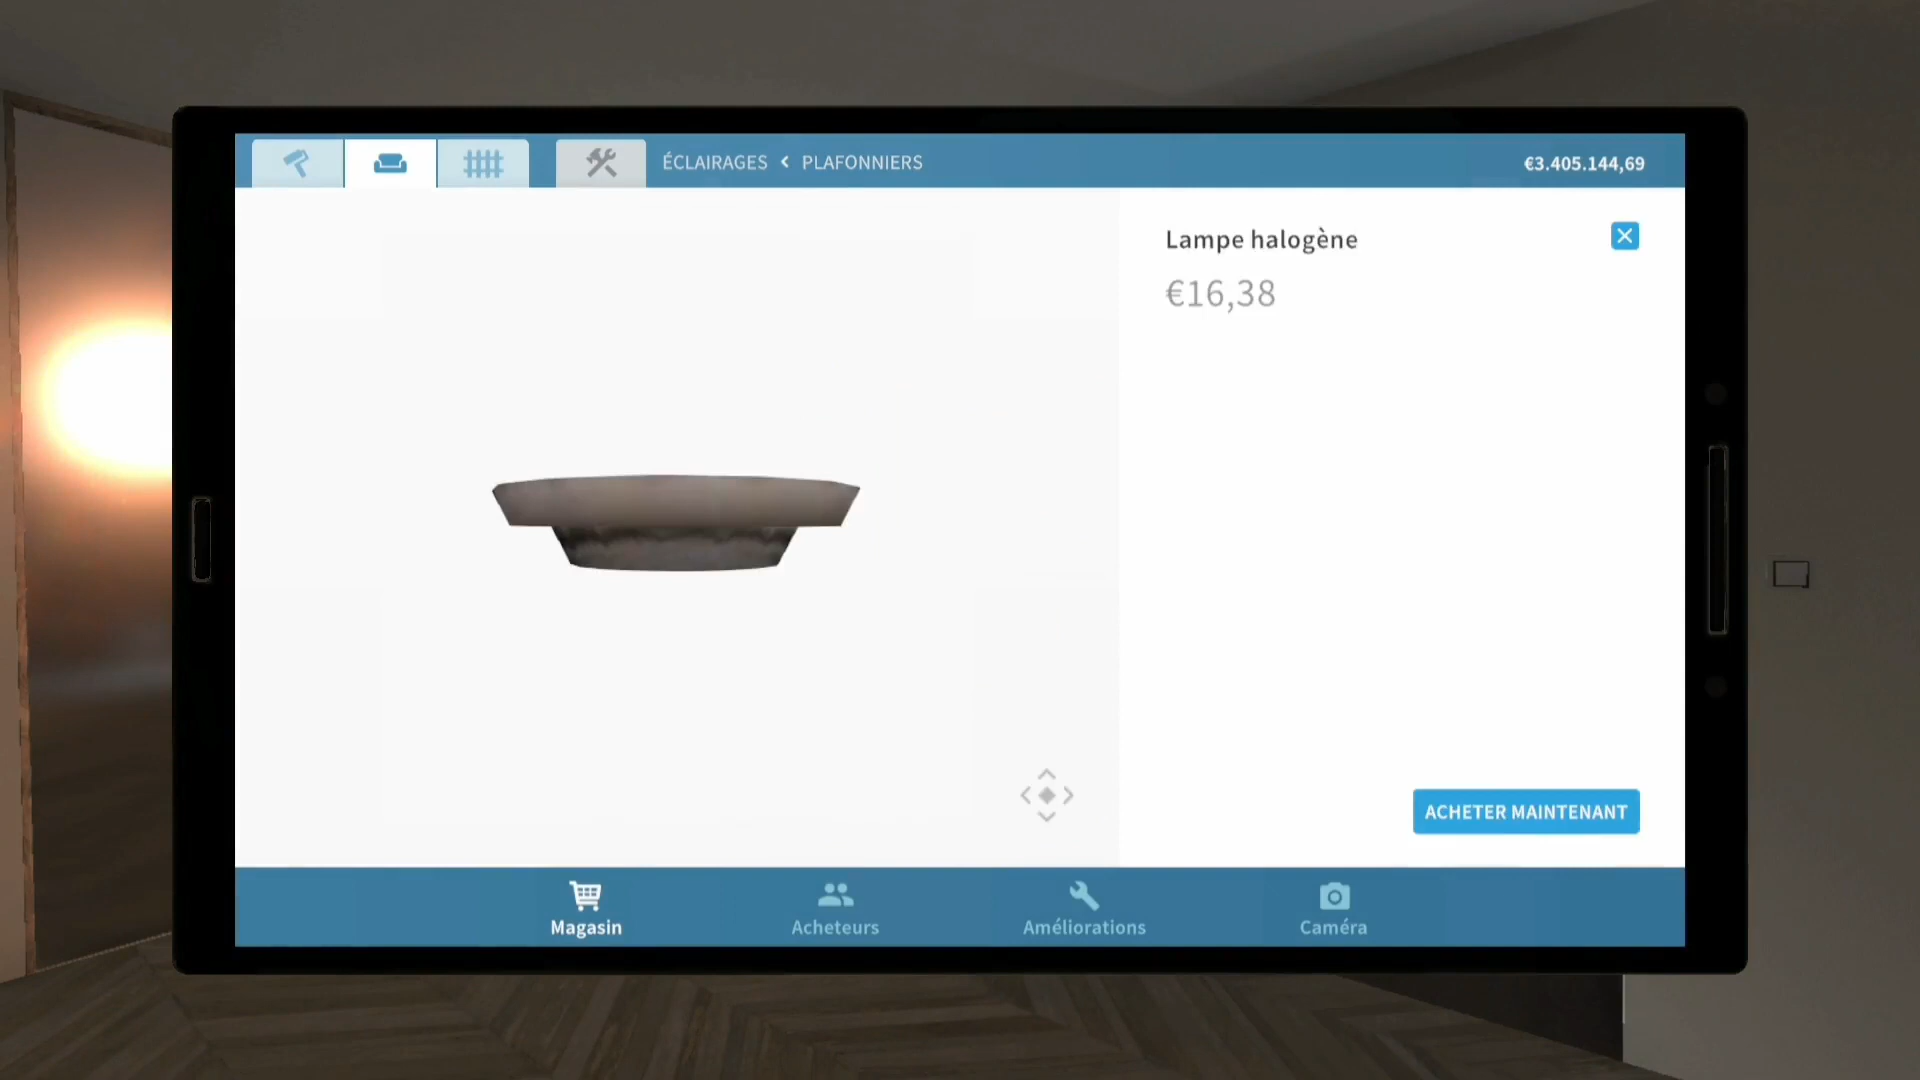 ÉCLAIRAGES < PLAFONNIERS
€3.405.144,69
Lampe halogène
€16,38
ACHETER MAINTENANT
Magasin
Acheteurs
Améliorations
Caméra